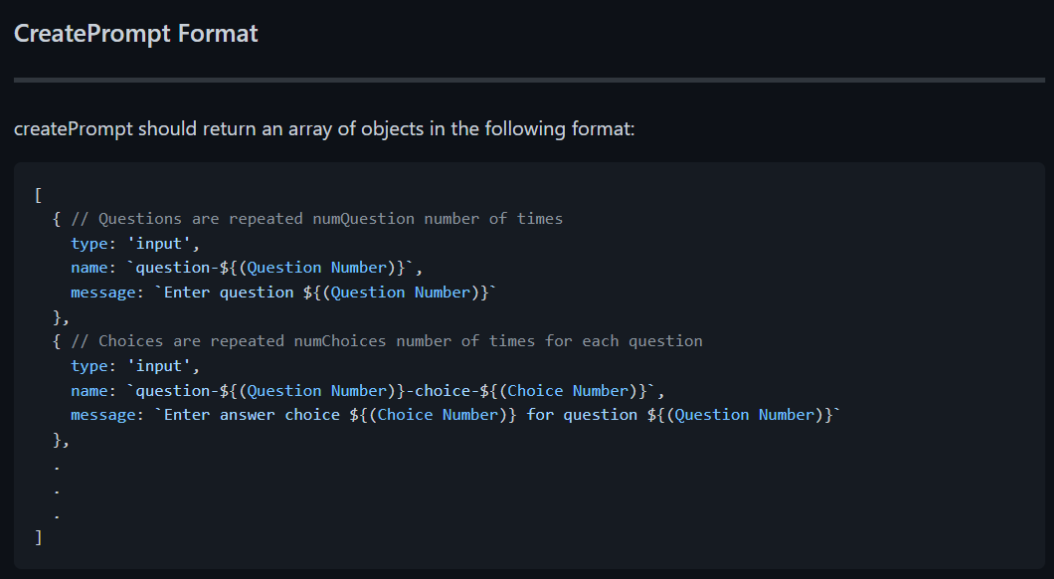 CreatePrompt Format
createPrompt should return an array of objects in the following format:
[
  { // Questions are repeated numQuestion number of times
    type: 'input',
    name: `question-${(Question Number)}`,
    message: `Enter question ${(Question Number)}`
  },
  { // Choices are repeated numChoices number of times for each question
    type: 'input',
    name: `question-${(Question Number)}-choice-${(Choice Number)}`,
    message: `Enter answer choice ${(Choice Number)} for question ${(Question Number)}`
  },
  .
  .
  .
]